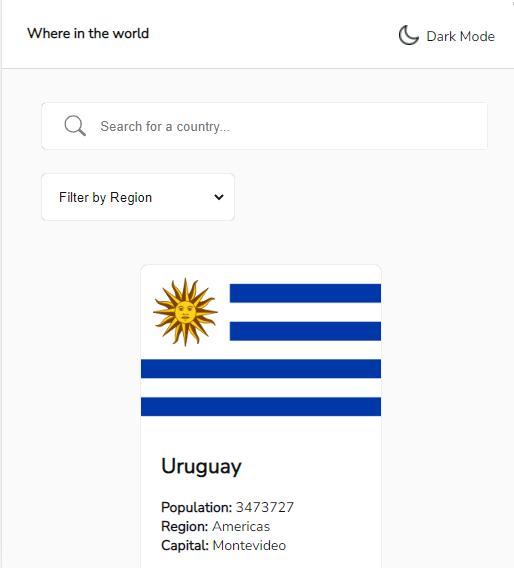 Where in the world
Dark Mode
Search for a country...
Filter by Region
Uruguay
Population: 3473727
Region: Americas
Capital: Montevideo